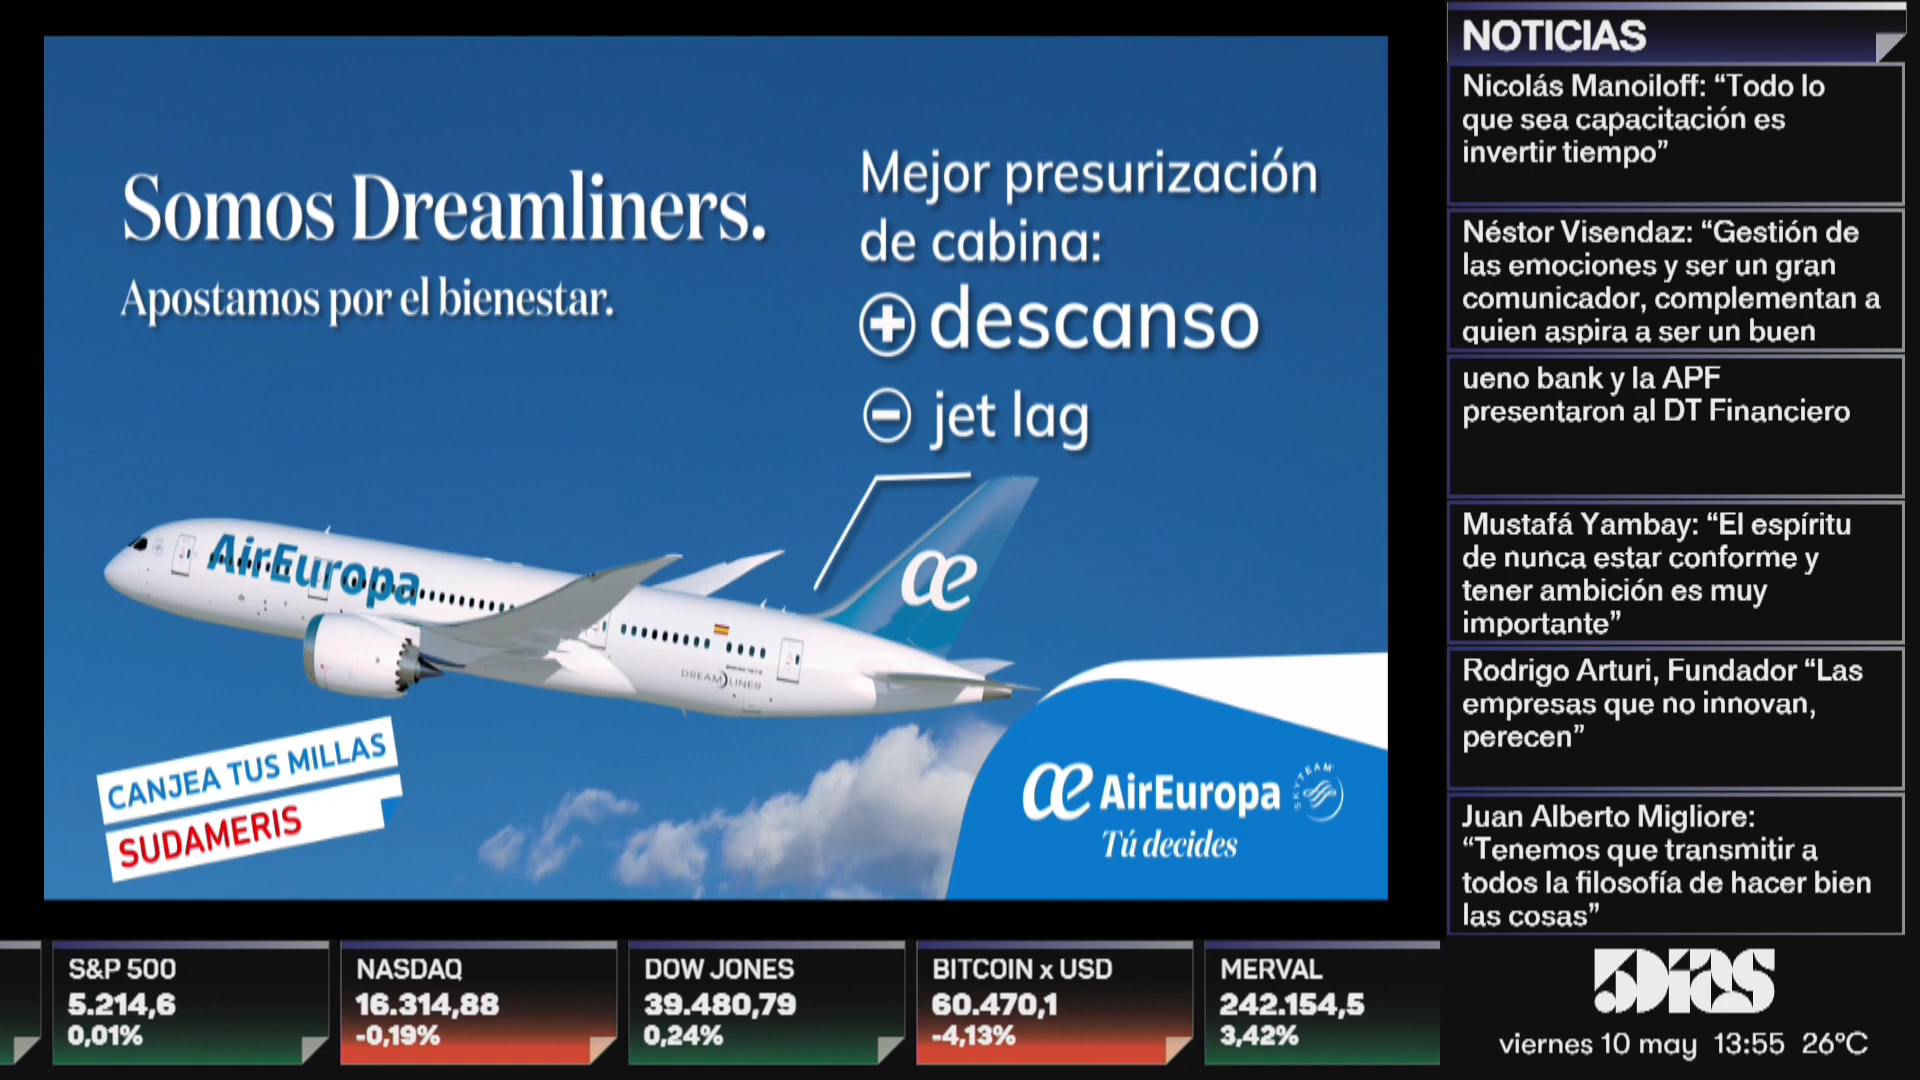 Somos Dreamliners.
Apostamos por el bienestar.
Mejor presurización
de cabina:
+ descanso
- jet lag
AirEuropa
æ
DREAMLINER
CANJEA TUS MILLAS
SUDAMERIS
æ AirEuropa
SKYTEAM
Tú decides
NOTICIAS
Nicolás Manoiloff: “Todo lo
que sea capacitación es
invertir tiempo”
Néstor Visendaz: “Gestión de
las emociones y ser un gran
comunicador, complementan a
quien aspira a ser un buen
ueno bank y la APF
presentaron al DT Financiero
Mustafá Yambay: “El espíritu
de nunca estar conforme y
tener ambición es muy
importante”
Rodrigo Arturi, Fundador “Las
empresas que no innovan,
perecen”
Juan Alberto Migliore:
“Tenemos que transmitir a
todos la filosofía de hacer bien
las cosas”
S&P 500
5.214,6
0,01%
NASDAQ
16.314,88
-0,19%
DOW JONES
39.480,79
0,24%
BITCOIN x USD
60.470,1
-4,13%
MERVAL
242.154,5
3,42%
5DIAS
viernes 10 may 13:55 26°C